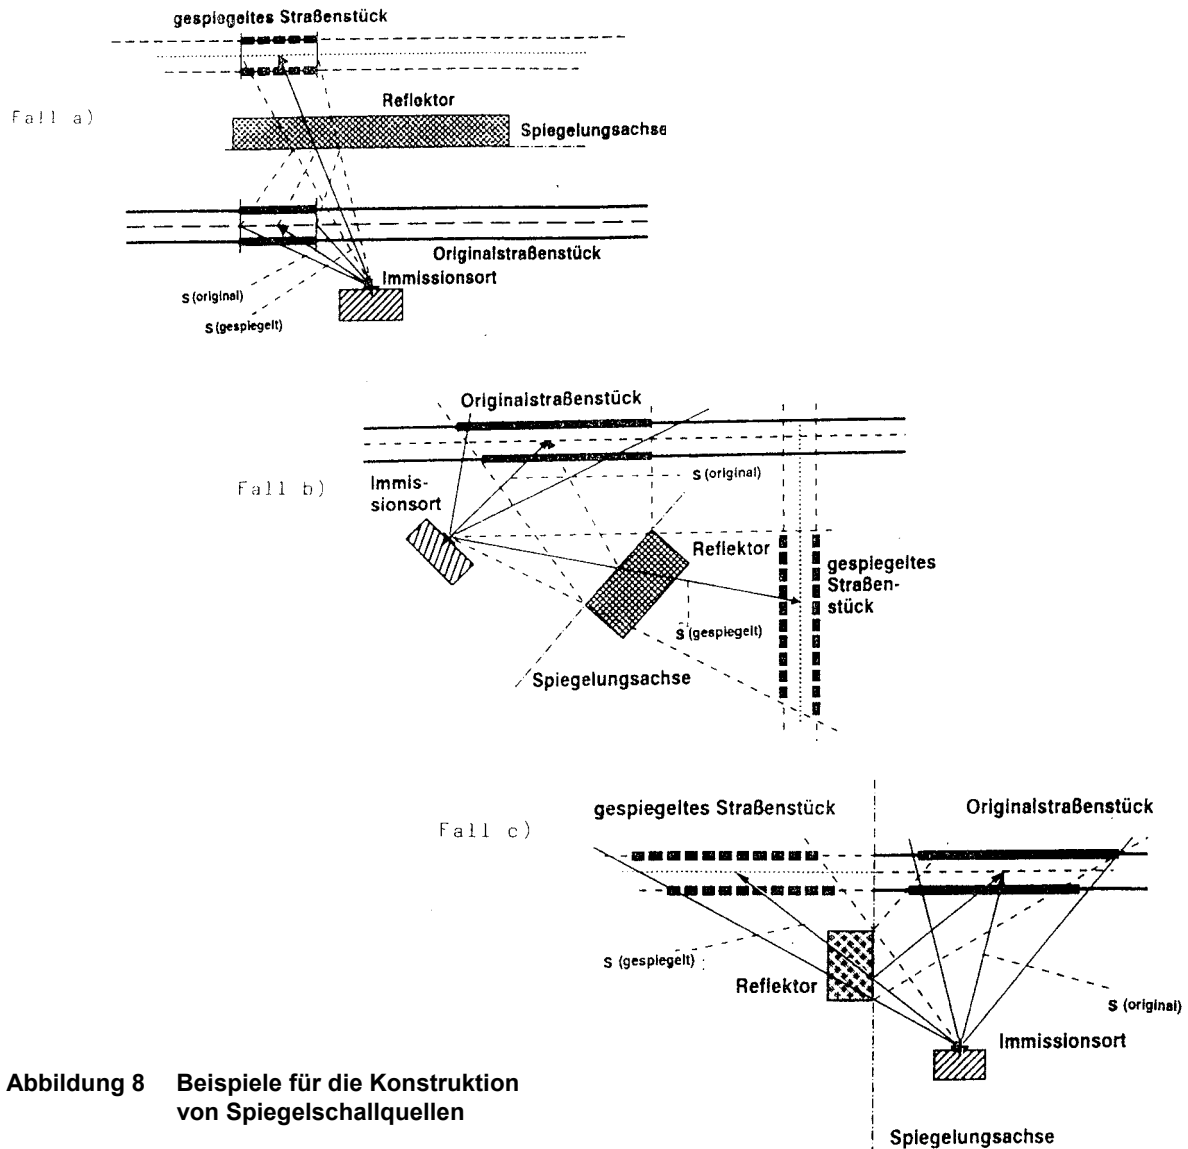 gespiegeltes Straßenstück
Fall a)
Reflektor
Spiegelungsachse
Originalstraßenstück
Immissionsort
s (original)
s (gespiegelt)
Originalstraßenstück
s (original)
Fall b)
Immis-
sionsort
Reflektor
gespiegeltes
Straßen-
stück
s (gespiegelt)
Spiegelungsachse
gespiegeltes Straßenstück
Originalstraßenstück
Fall c)
s (gespiegelt)
Reflektor
s (original)
Immissionsort
Abbildung 8 Beispiele für die Konstruktion
von Spiegelschallquellen
Spiegelungsachse